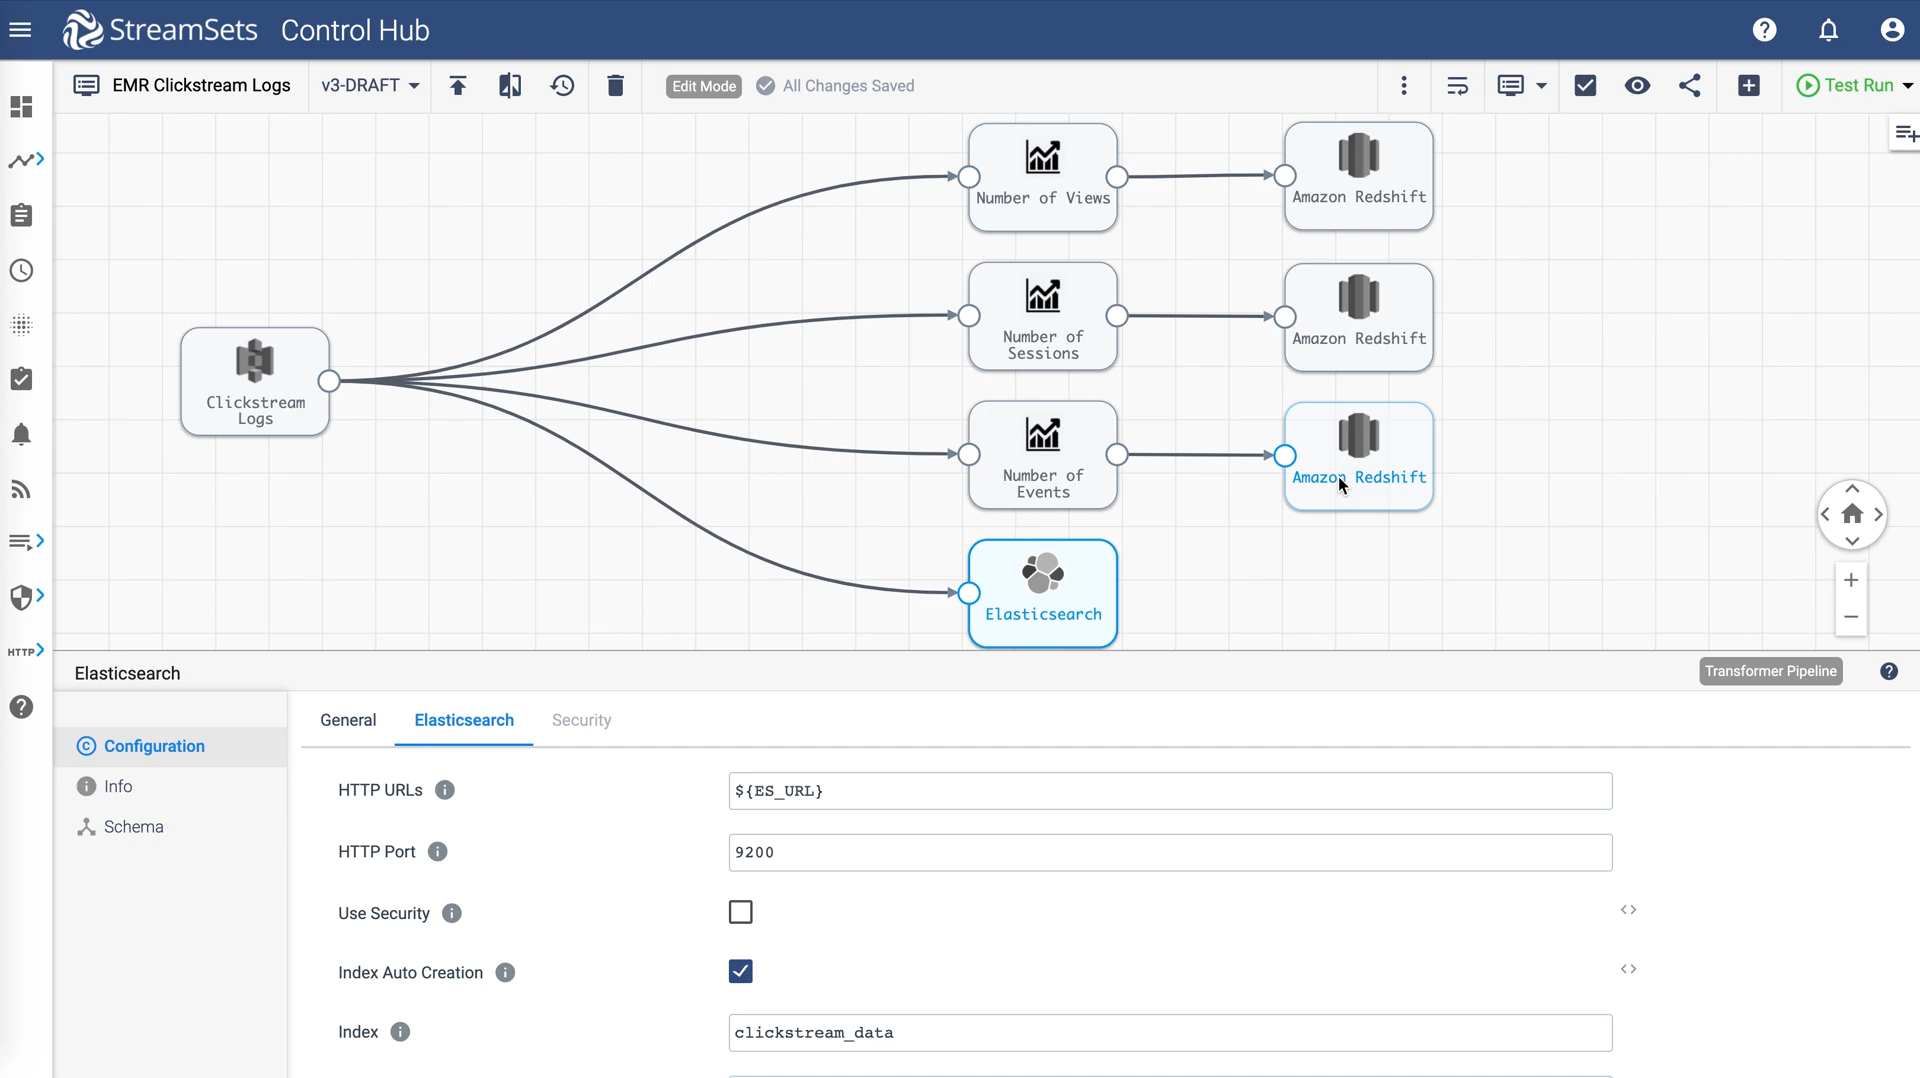 StreamSets Control Hub
EMR Clickstream Logs
v3-DRAFT
Edit Mode
All Changes Saved
Test Run
Number of Views
Amazon Redshift
Number of
Sessions
Amazon Redshift
Clickstream
Logs
Number of
Events
Amazon Redshift
Elasticsearch
HTTP
Elasticsearch
Transformer Pipeline
General
Elasticsearch
Security
Configuration
Info
Schema
HTTP URLs
${ES_URL}
HTTP Port
9200
Use Security
Index Auto Creation
Index
clickstream_data